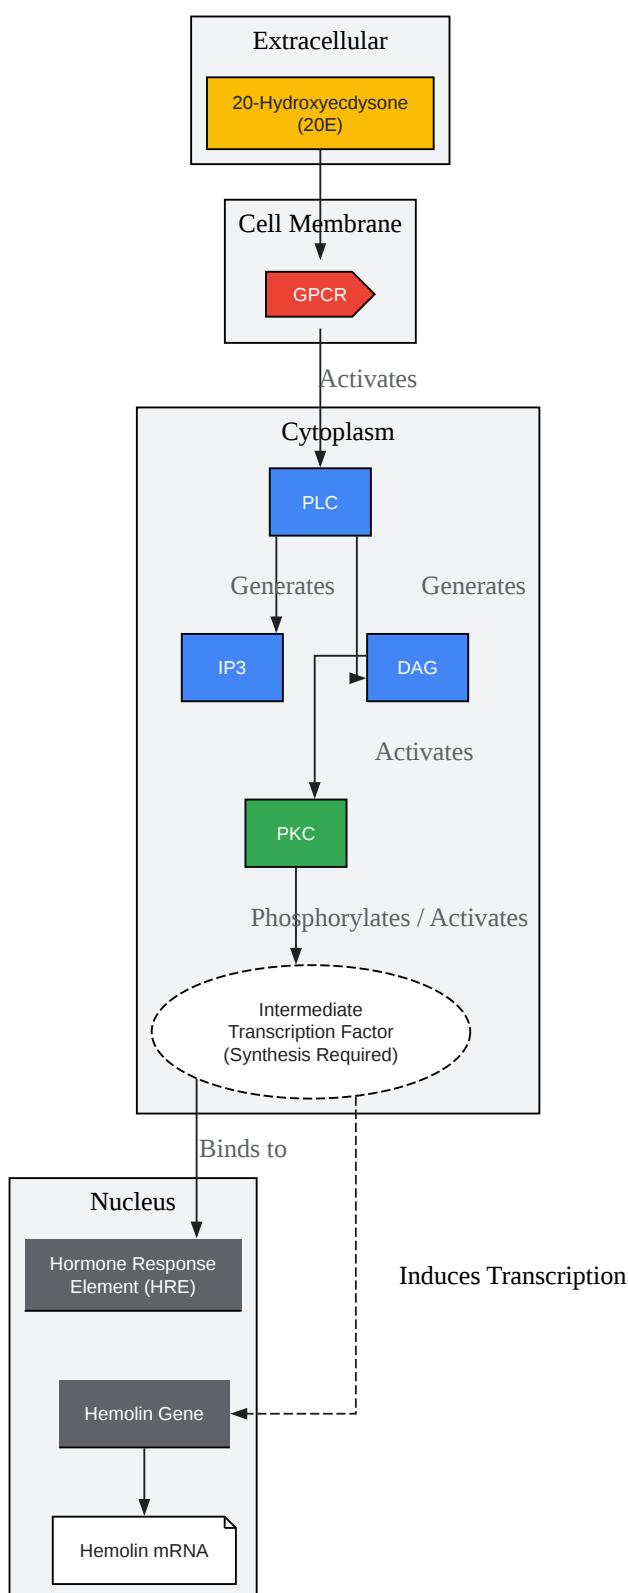 Extracellular
20-Hydroxyecdysone
(20E)
Cell Membrane
GPCR
Activates
Cytoplasm
PLC
Generates
Generates
IP3
DAG
Activates
PKC
Phosphorylates / Activates
Intermediate
Transcription Factor
(Synthesis Required)
Binds to
Nucleus
Hormone Response
Element (HRE)
Induces Transcription
Hemolin Gene
Hemolin mRNA